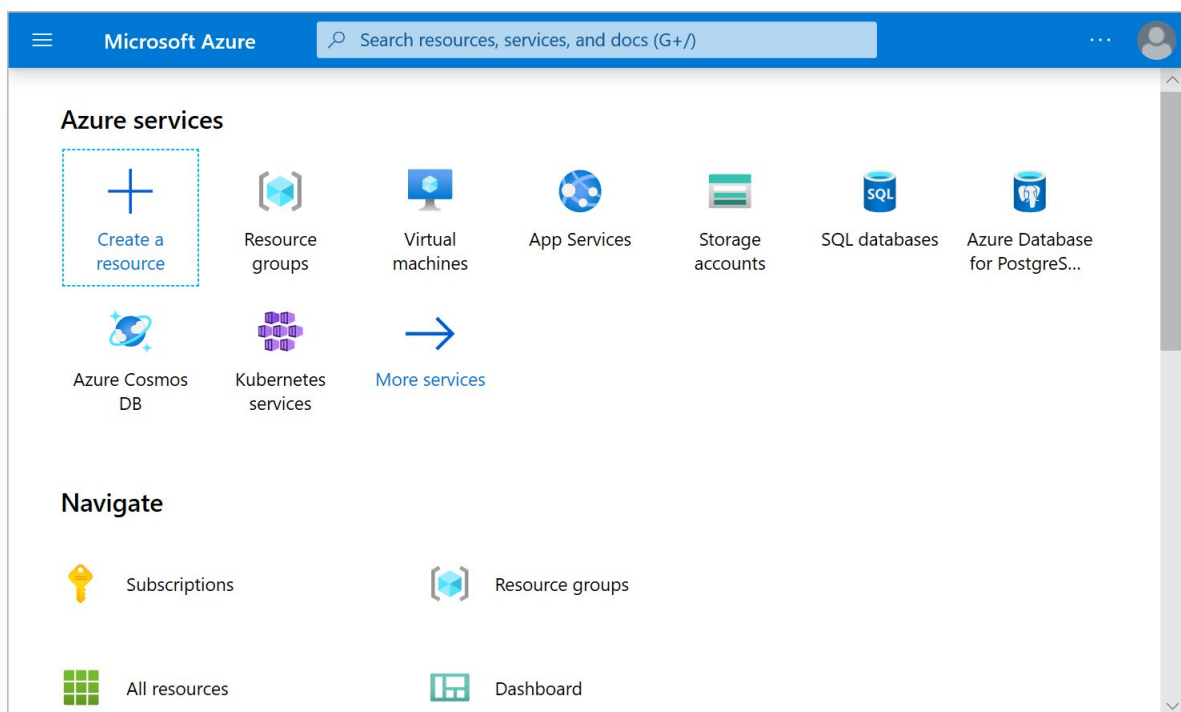 Microsoft Azure
Search resources, services, and docs (G+/)
...
Azure services
Create a
resource
Resource
groups
Virtual
machines
App Services
Storage
accounts
SQL
SQL databases
Azure Database
for PostgreS...
Azure Cosmos
DB
Kubernetes
services
More services
Navigate
Subscriptions
Resource groups
All resources
Dashboard